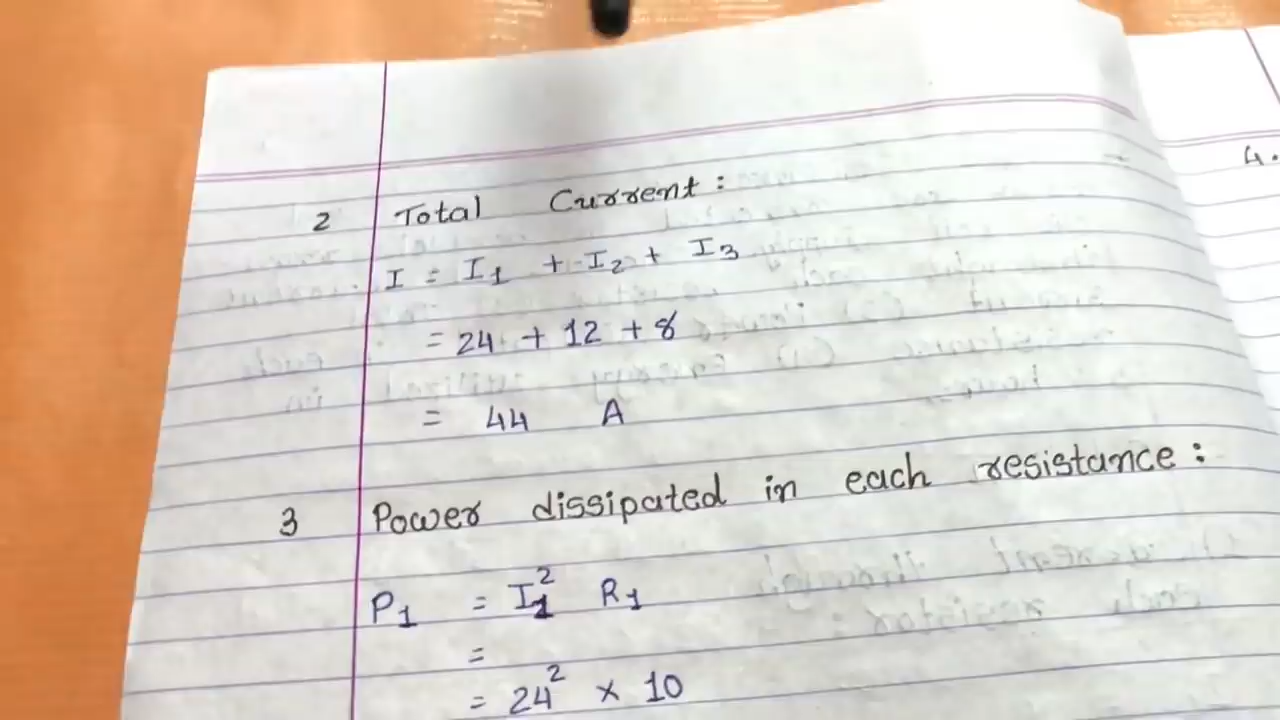 4.
2 Total Current :
I = I1 + I2 + I3
= 24 + 12 + 8
= 44 A
3 Power dissipated in each resistance :
P1 = I1² R1
=
= 24² × 10